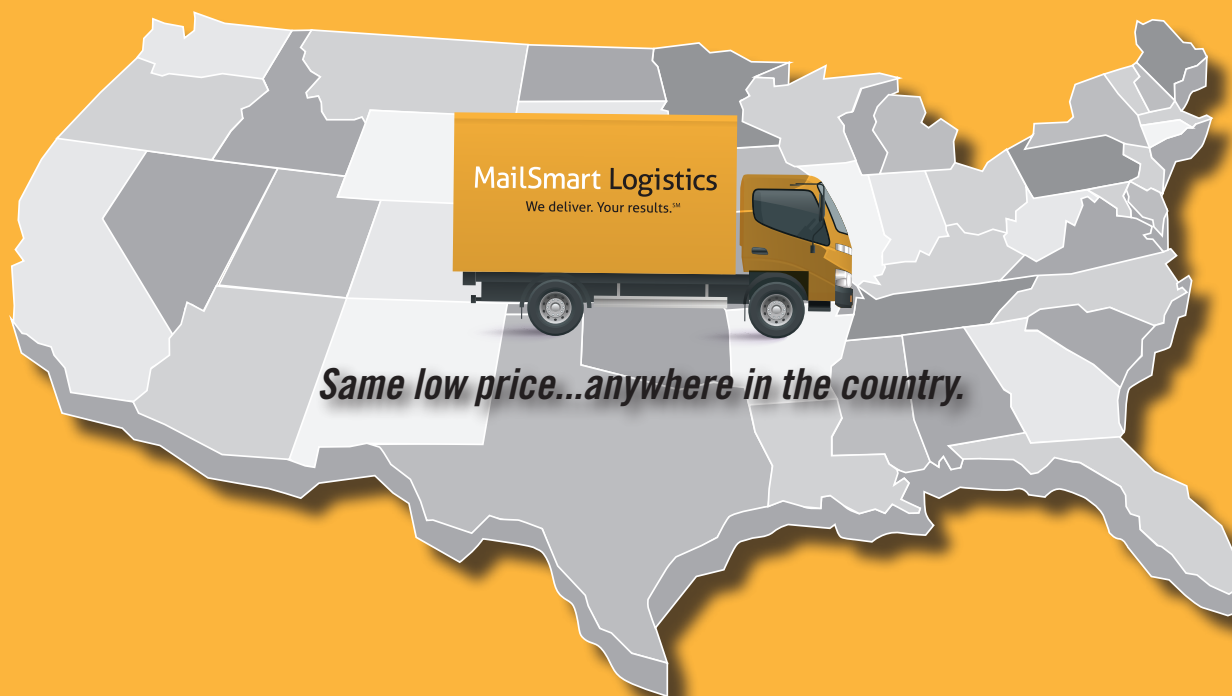 MailSmart Logistics
We deliver. Your results.℠
Same low price...anywhere in the country.